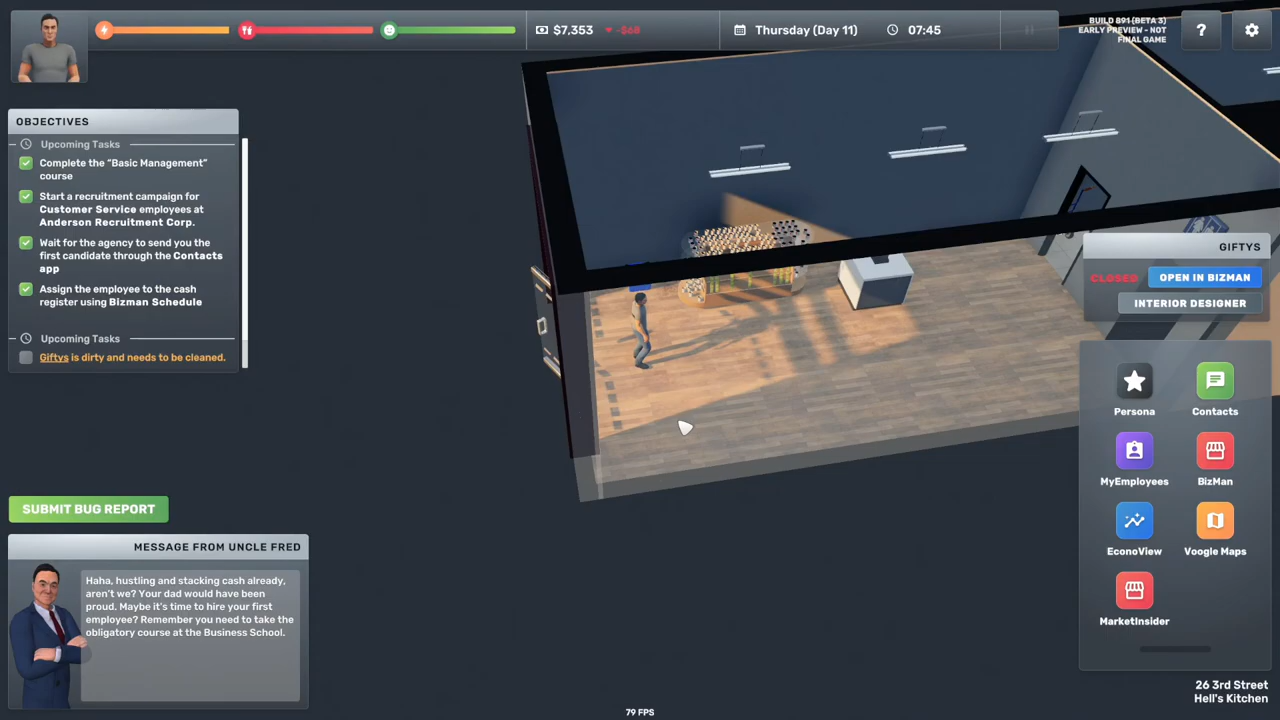 $7,353
-$68
Thursday (Day 11)
07:45
BUILD 891 (BETA 3)
EARLY PREVIEW - NOT
FINAL GAME
?
OBJECTIVES
Upcoming Tasks
Complete the "Basic Management"
course
Start a recruitment campaign for
Customer Service employees at
Anderson Recruitment Corp.
Wait for the agency to send you the
first candidate through the Contacts
app
Assign the employee to the cash
register using Bizman Schedule
Upcoming Tasks
Giftys is dirty and needs to be cleaned.
GIFTYS
CLOSED
OPEN IN BIZMAN
INTERIOR DESIGNER
Persona
Contacts
MyEmployees
BizMan
EconoView
Voogle Maps
MarketInsider
SUBMIT BUG REPORT
MESSAGE FROM UNCLE FRED
Haha, hustling and stacking cash already,
aren't we? Your dad would have been
proud. Maybe it's time to hire your first
employee? Remember you need to take the
obligatory course at the Business School.
26 3rd Street
Hell's Kitchen
79 FPS